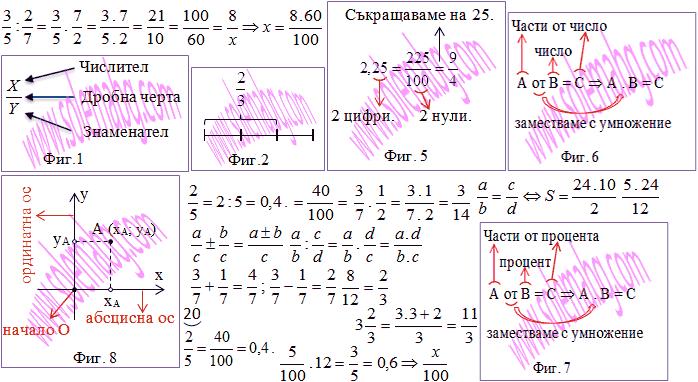 3/5 : 2/7 = 3/5 . 7/2 = 3.7/5.2 = 21/10 = 100/60 = 8/x ⇒ x = 8.60/100
X
Y
Числител
Дробна черта
Знаменател
Фиг.1
2/3
Фиг.2
Съкращаваме на 25.
2,25 = 225/100 = 9/4
2 цифри. 2 нули.
Фиг. 5
Части от число
число
A от B = C ⇒ A . B = C
заместваме с умножение
Фиг. 6
y
ординатна ос
A (xA; yA)
yA
x
xA
начало O
абсцисна ос
Фиг. 8
2/5 = 2 : 5 = 0,4 . = 40/100 = 3/7 . 1/2 = 3.1/7.2 = 3/14 a/b = c/d ⇔ S = 24.10/2 5.24/12
a/c ± b/c = a±b/c a/b : c/d = a/b . d/c = a.d/b.c
3/7 + 1/7 = 4/7 ; 3/7 − 1/7 = 2/7 8/12 = 2/3
20
2/5 = 40/100 = 0,4.
3 2/3 = 3.3+2/3 = 11/3
5/100 . 12 = 3/5 = 0,6 ⇒ x/100
Части от процента
процент
A от B = C ⇒ A . B = C
заместваме с умножение
Фиг. 7